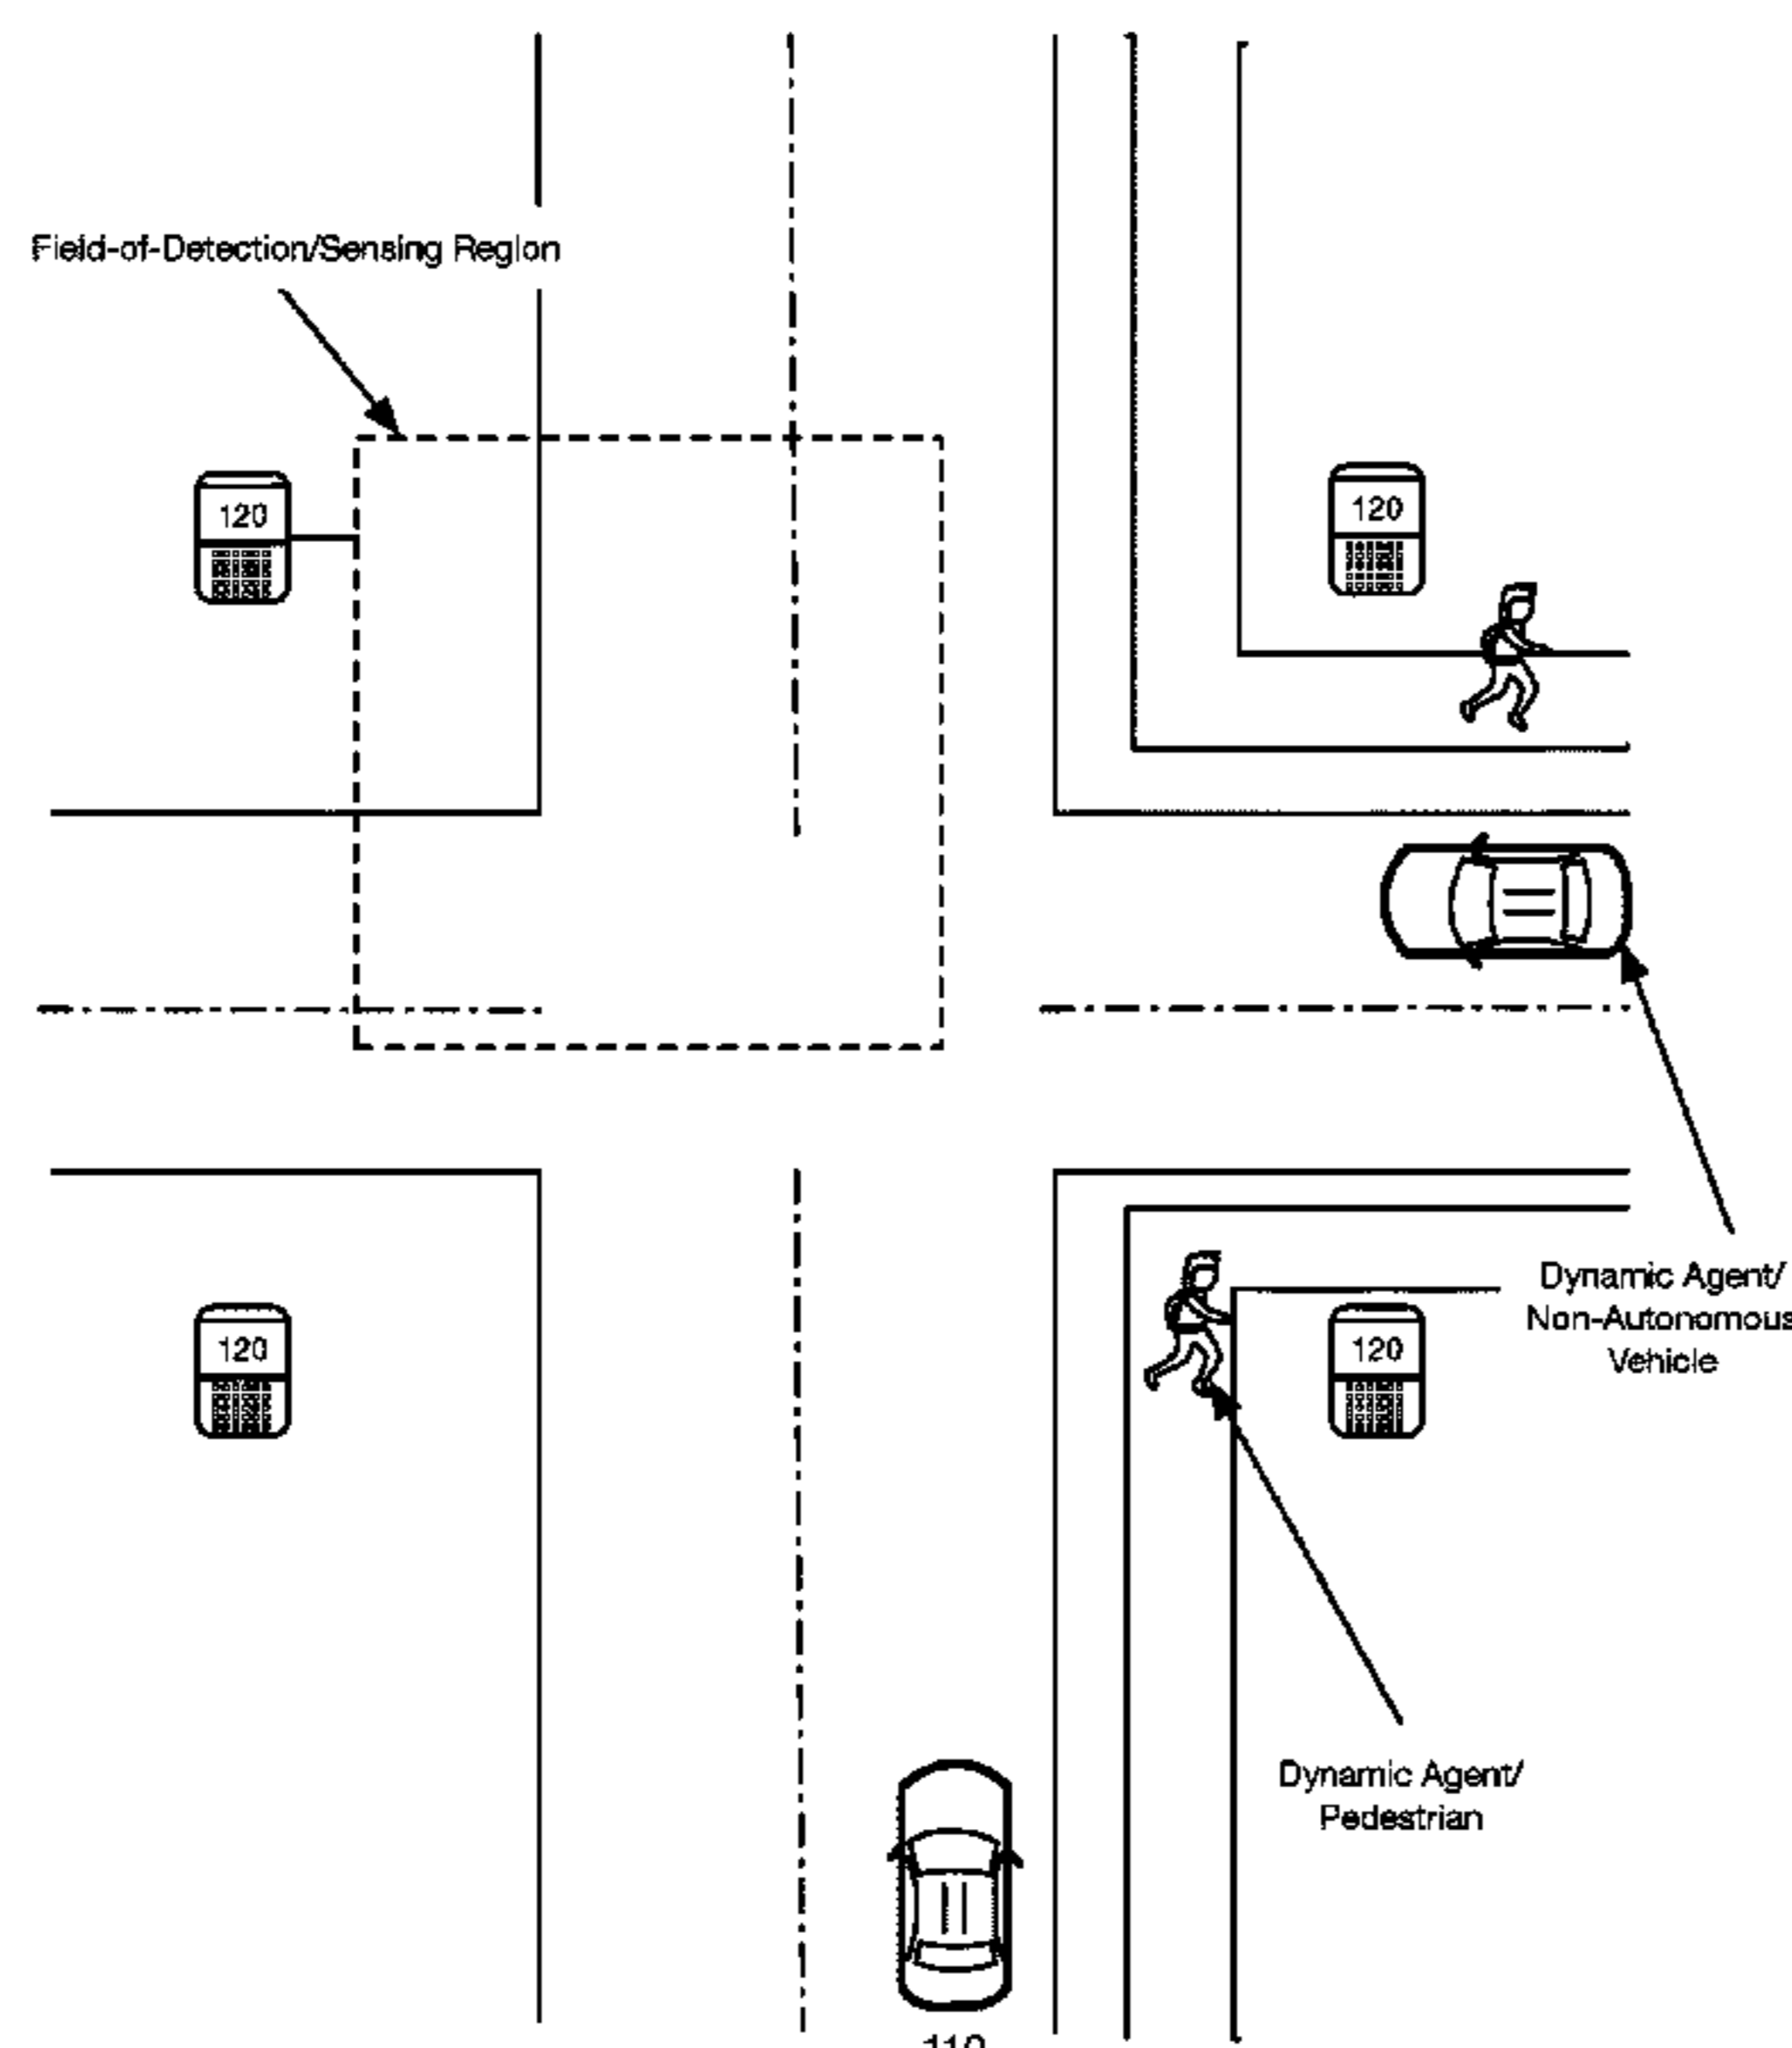 Field-of-Detection/Sensing Region
120
120
120
120
Dynamic Agent/
Non-Autonomous
Vehicle
Dynamic Agent/
Pedestrian
110